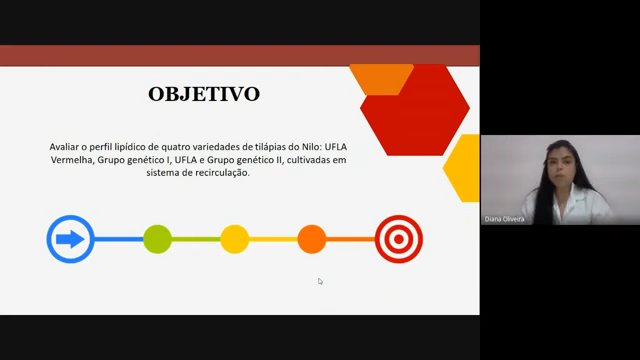 OBJETIVO
Avaliar o perfil lipídico de quatro variedades de tilápias do Nilo: UFLA
Vermelha, Grupo genético I, UFLA e Grupo genético II, cultivadas em
sistema de recirculação.
Diana Oliveira